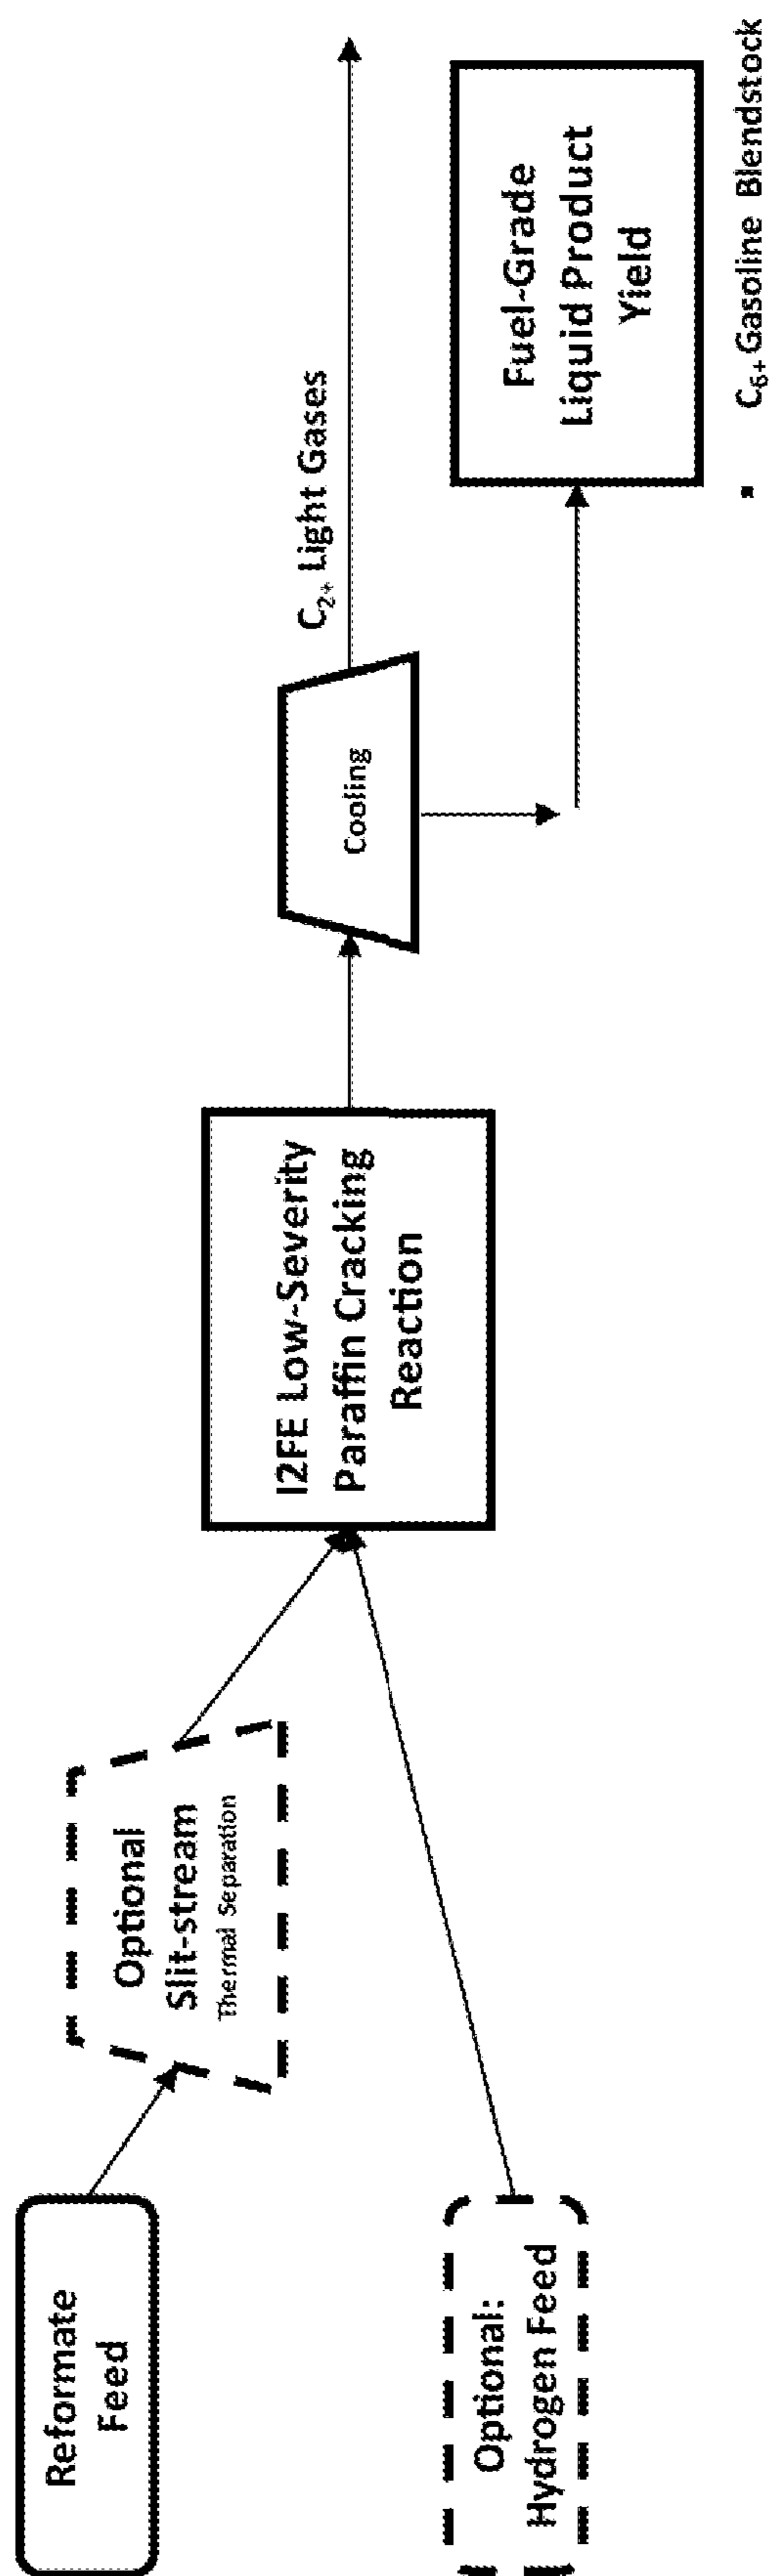 Reformate
Feed
Optional
Slit-stream
Thermal Separation
Optional:
Hydrogen Feed
I2FE Low-Severity
Paraffin Cracking
Reaction
Cooling
C₂₊ Light Gases
Fuel-Grade
Liquid Product
Yield
▪ C₆₊ Gasoline Blendstock